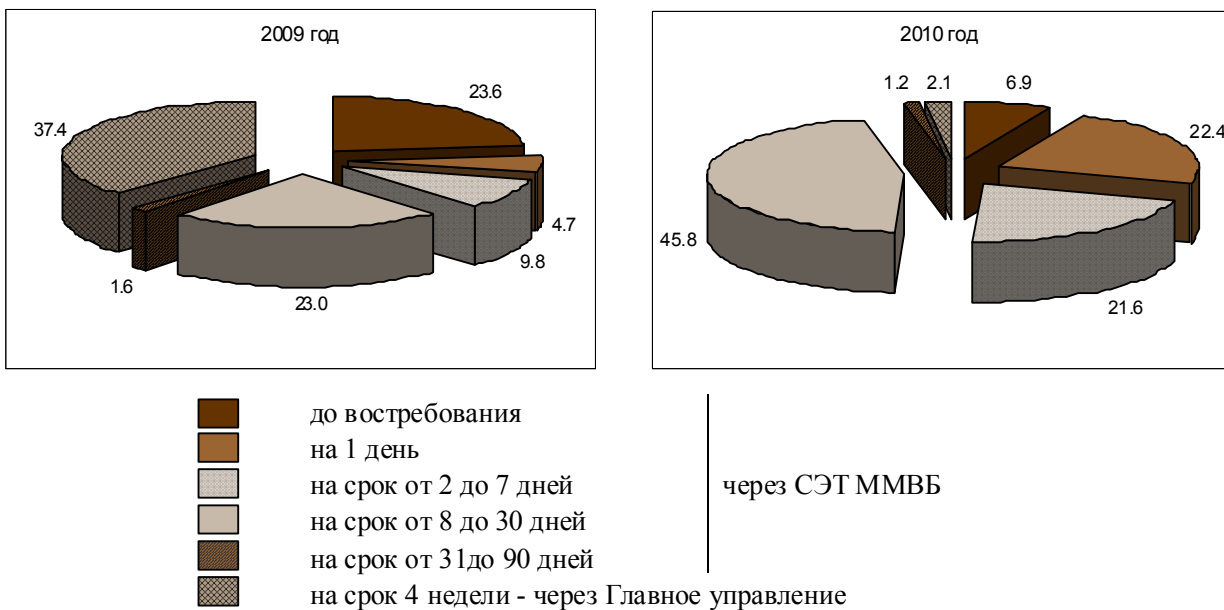 2009 год
23.6
4.7
9.8
23.0
1.6
37.4
2010 год
6.9
22.4
21.6
45.8
1.2
2.1
до востребования
на 1 день
на срок от 2 до 7 дней
на срок от 8 до 30 дней
на срок от 31до 90 дней
через СЭТ ММВБ
на срок 4 недели - через Главное управление